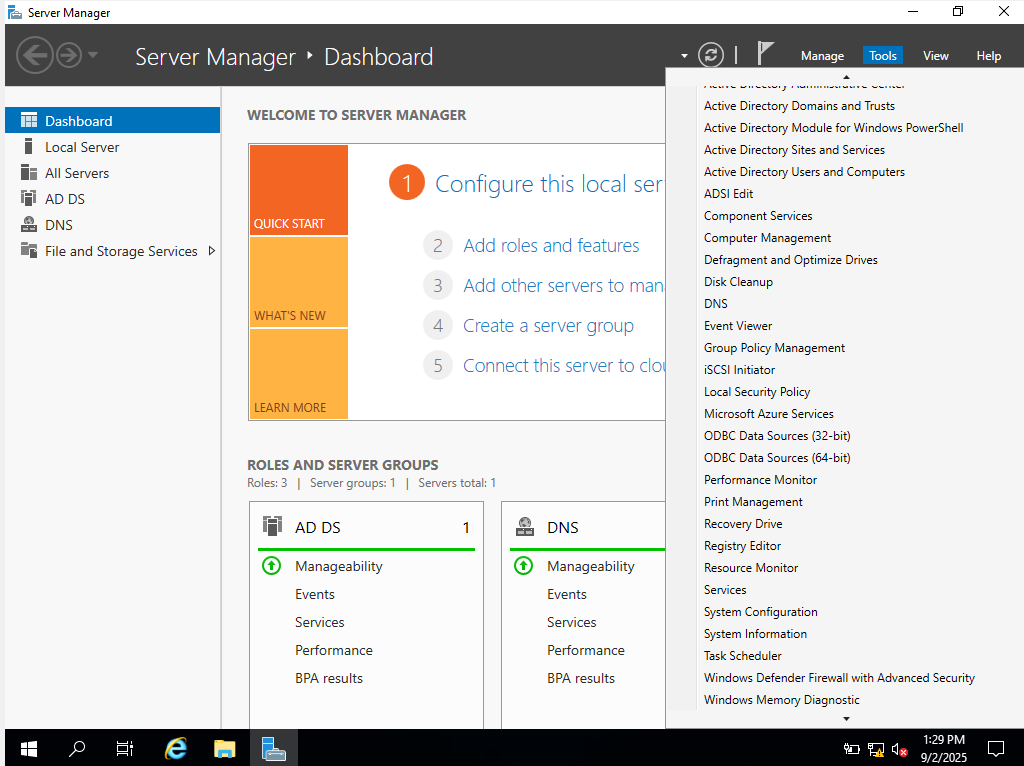 Server Manager
Server Manager ‣ Dashboard
Manage Tools View Help
Dashboard
Local Server
All Servers
AD DS
DNS
File and Storage Services
WELCOME TO SERVER MANAGER
QUICK START
WHAT'S NEW
LEARN MORE
1 Configure this local ser
2 Add roles and features
3 Add other servers to mana
4 Create a server group
5 Connect this server to clou
ROLES AND SERVER GROUPS
Roles: 3 | Server groups: 1 | Servers total: 1
AD DS 1
Manageability
Events
Services
Performance
BPA results
DNS
Manageability
Events
Services
Performance
BPA results
Active Directory Administrative Center
Active Directory Domains and Trusts
Active Directory Module for Windows PowerShell
Active Directory Sites and Services
Active Directory Users and Computers
ADSI Edit
Component Services
Computer Management
Defragment and Optimize Drives
Disk Cleanup
DNS
Event Viewer
Group Policy Management
iSCSI Initiator
Local Security Policy
Microsoft Azure Services
ODBC Data Sources (32-bit)
ODBC Data Sources (64-bit)
Performance Monitor
Print Management
Recovery Drive
Registry Editor
Resource Monitor
Services
System Configuration
System Information
Task Scheduler
Windows Defender Firewall with Advanced Security
Windows Memory Diagnostic
1:29 PM
9/2/2025